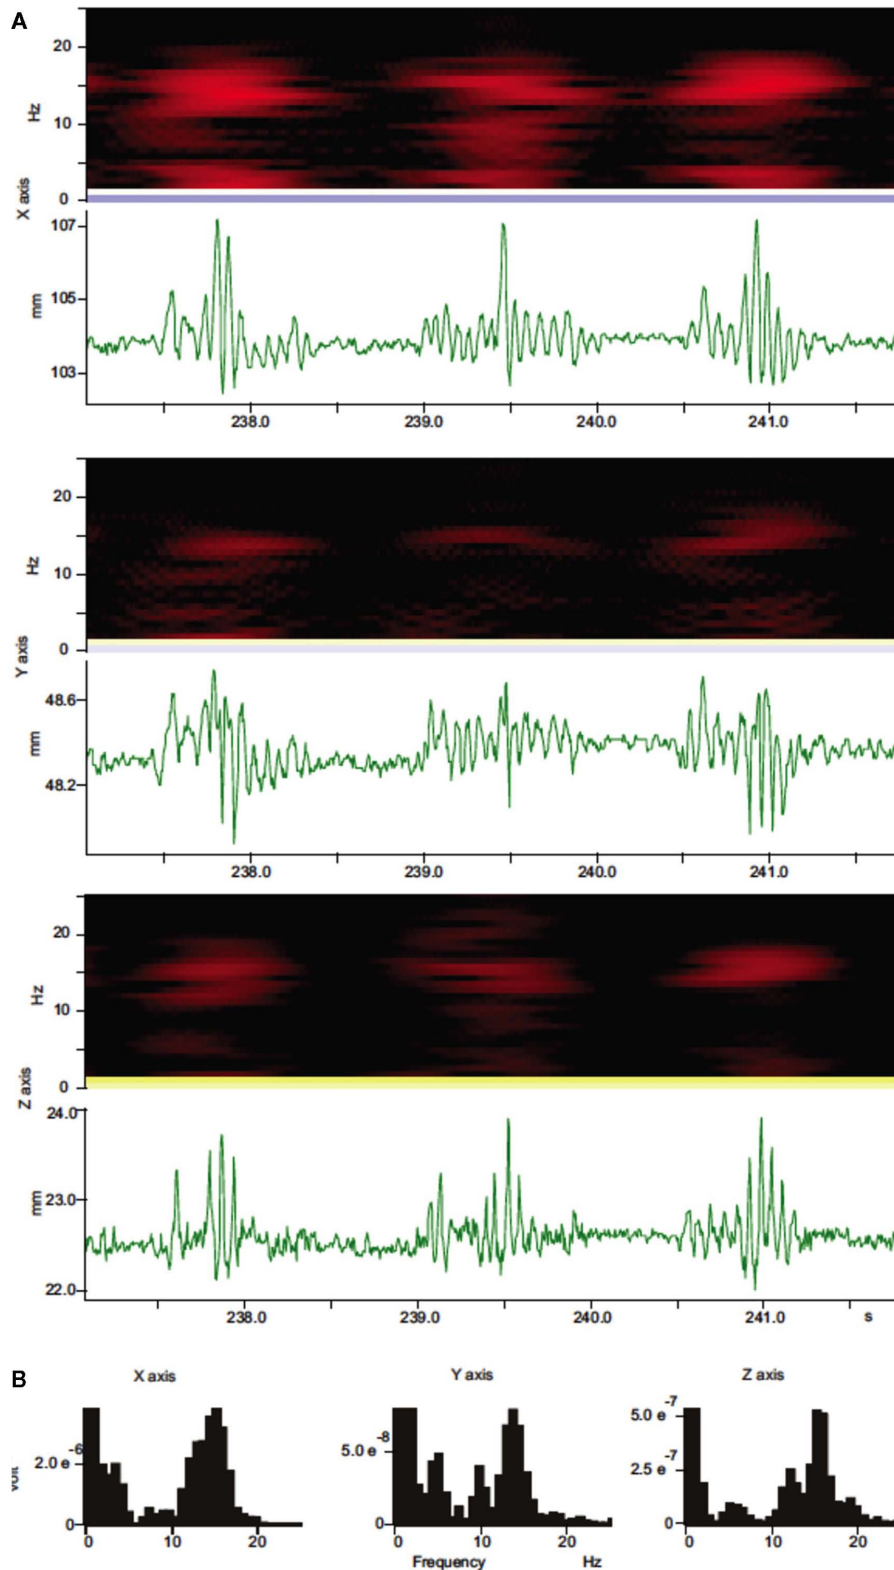 A
20
Hz
10
0
X axis
107
105
mm
103
238.0 239.0 240.0 241.0
20
Hz
10
0
Y axis
48.6
mm
48.2
238.0 239.0 240.0 241.0
20
Hz
10
0
Z axis
24.0
23.0
mm
22.0
238.0 239.0 240.0 241.0 s
B
X axis Y axis Z axis
2.0 e -6
0
0 10 20
5.0 e -8
0
0 10 20
Frequency Hz
5.0 e -7
2.5 e -7
0
0 10 20